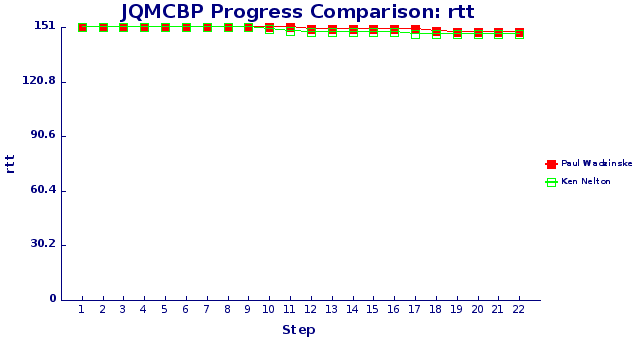 JQMCBP Progress Comparison: rtt
151
120.8
90.6
60.4
30.2
0
rtt
1 2 3 4 5 6 7 8 9 10 11 12 13 14 15 16 17 18 19 20 21 22
Step
Paul Wadzinske
Ken Nelton